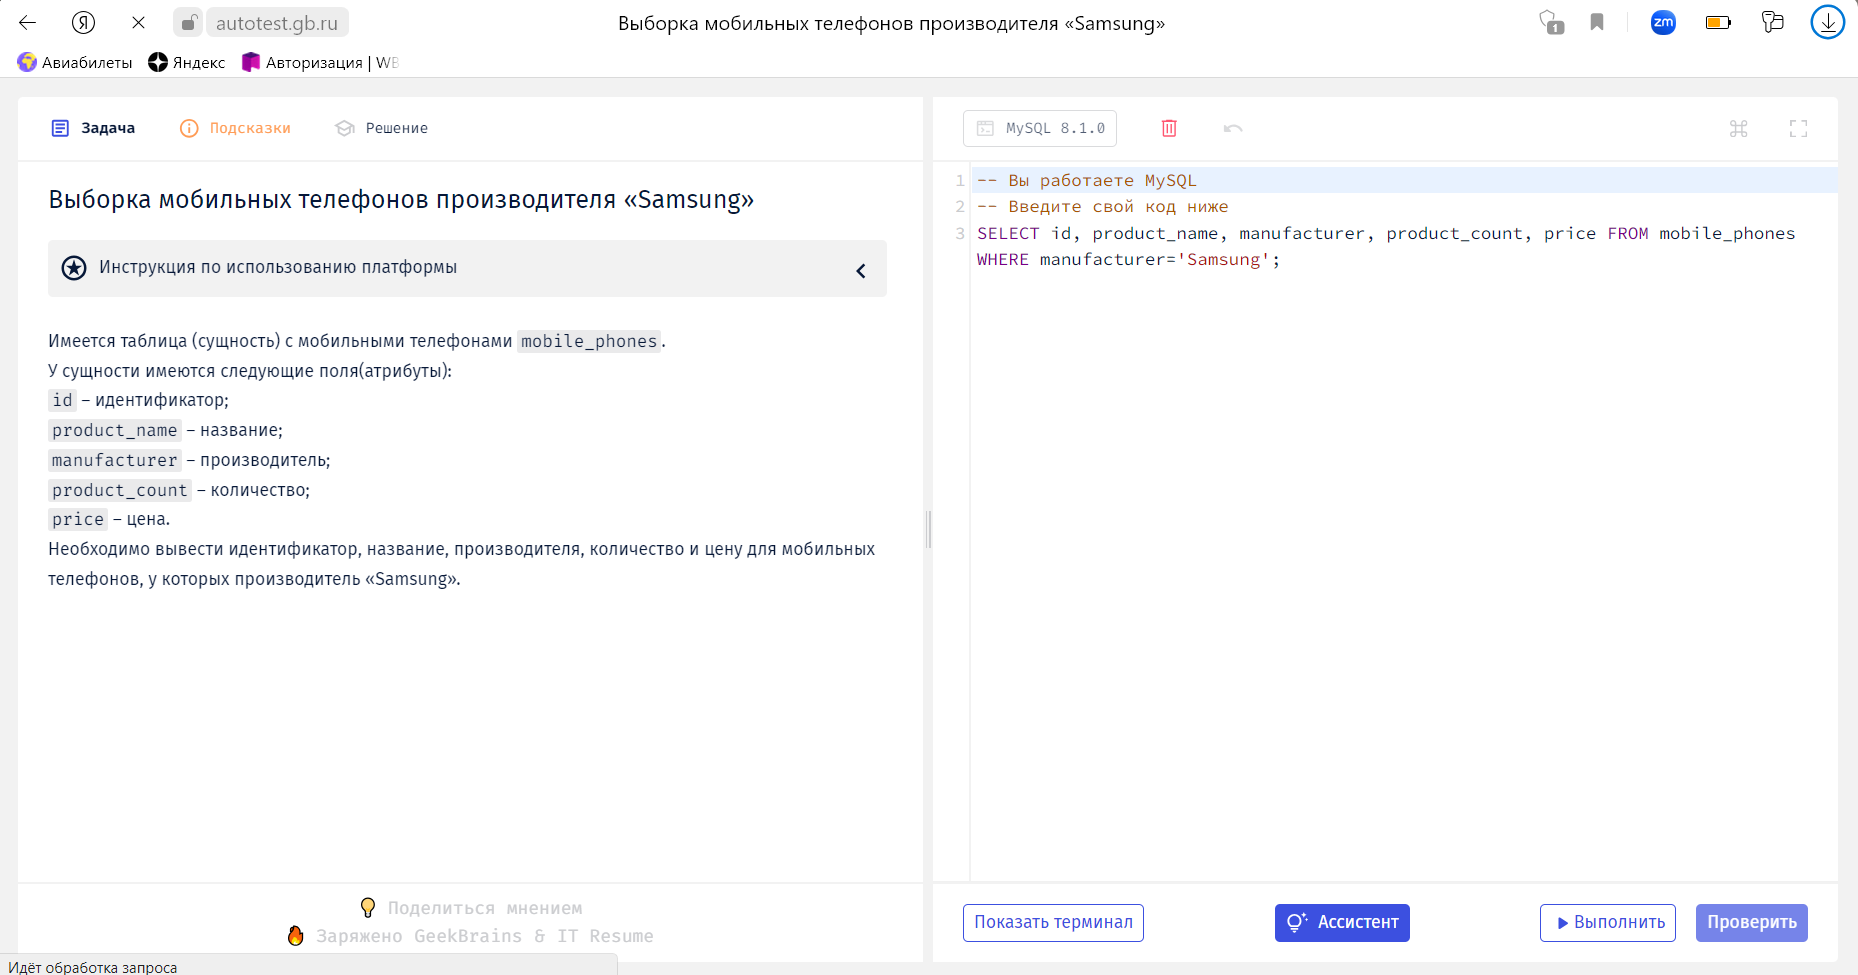 Я
autotest.gb.ru
Выборка мобильных телефонов производителя «Samsung»
1
zm
Авиабилеты
Яндекс
Авторизация | WB
Задача
Подсказки
Решение
Выборка мобильных телефонов производителя «Samsung»
Инструкция по использованию платформы
Имеется таблица (сущность) с мобильными телефонами mobile_phones.
У сущности имеются следующие поля(атрибуты):
id – идентификатор;
product_name – название;
manufacturer – производитель;
product_count – количество;
price – цена.
Необходимо вывести идентификатор, название, производителя, количество и цену для мобильных
телефонов, у которых производитель «Samsung».
Поделиться мнением
Заряжено GeekBrains & IT Resume
Идёт обработка запроса
MySQL 8.1.0
1 -- Вы работаете MySQL
2 -- Введите свой код ниже
3 SELECT id, product_name, manufacturer, product_count, price FROM mobile_phones
WHERE manufacturer='Samsung';
Показать терминал
Ассистент
Выполнить
Проверить